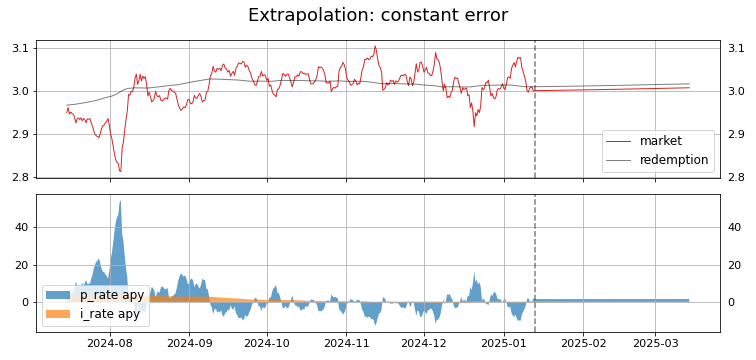 Extrapolation: constant error
3.1 3.1
3.0 3.0
2.9 2.9
2.8 2.8
market
redemption
40 40
20 20
0 0
p_rate apy
i_rate apy
2024-08 2024-09 2024-10 2024-11 2024-12 2025-01 2025-02 2025-03